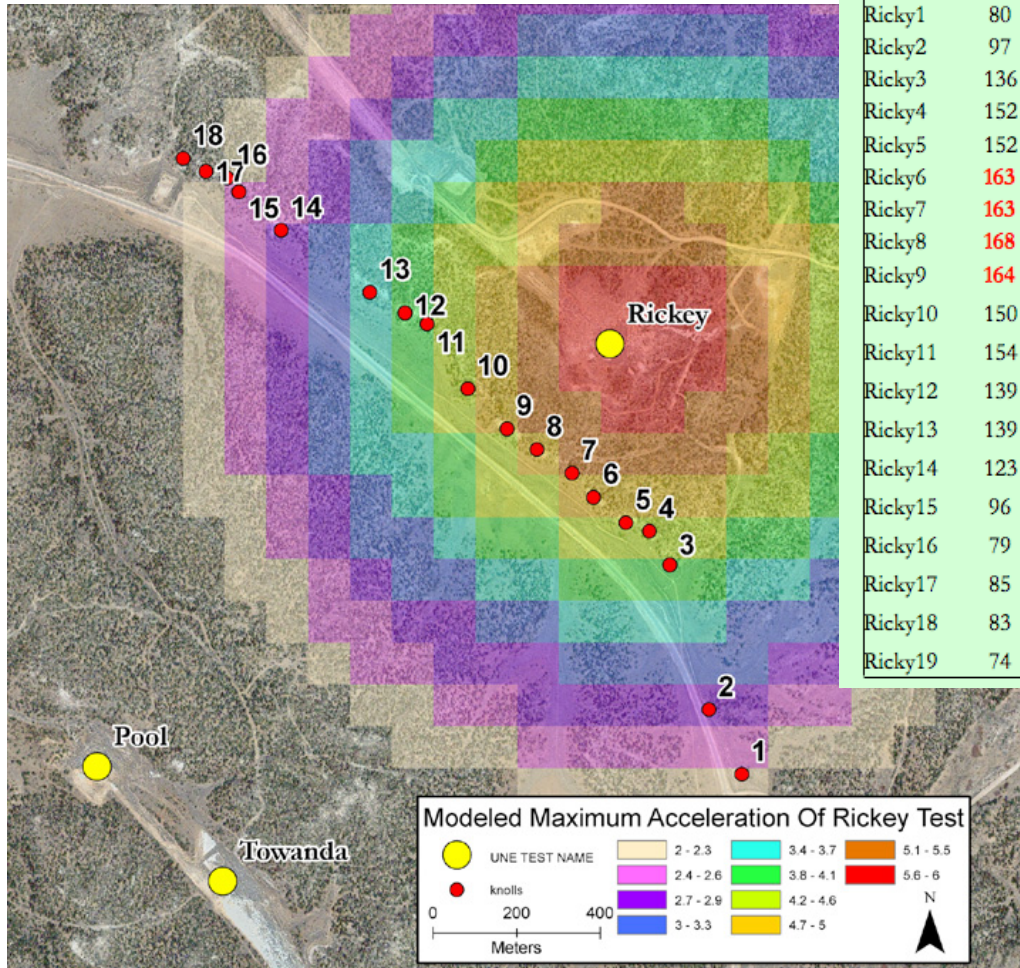 Ricky1 80
Ricky2 97
Ricky3 136
Ricky4 152
Ricky5 152
Ricky6 163
Ricky7 163
Ricky8 168
Ricky9 164
Ricky10 150
Ricky11 154
Ricky12 139
Ricky13 139
Ricky14 123
Ricky15 96
Ricky16 79
Ricky17 85
Ricky18 83
Ricky19 74
18
16
17
15
14
13
12
11
Rickey
10
9
8
7
6
5
4
3
2
1
Pool
Towanda
Modeled Maximum Acceleration Of Rickey Test
UNE TEST NAME
knolls
0 200 400
Meters
2 - 2.3
2.4 - 2.6
2.7 - 2.9
3 - 3.3
3.4 - 3.7
3.8 - 4.1
4.2 - 4.6
4.7 - 5
5.1 - 5.5
5.6 - 6
N